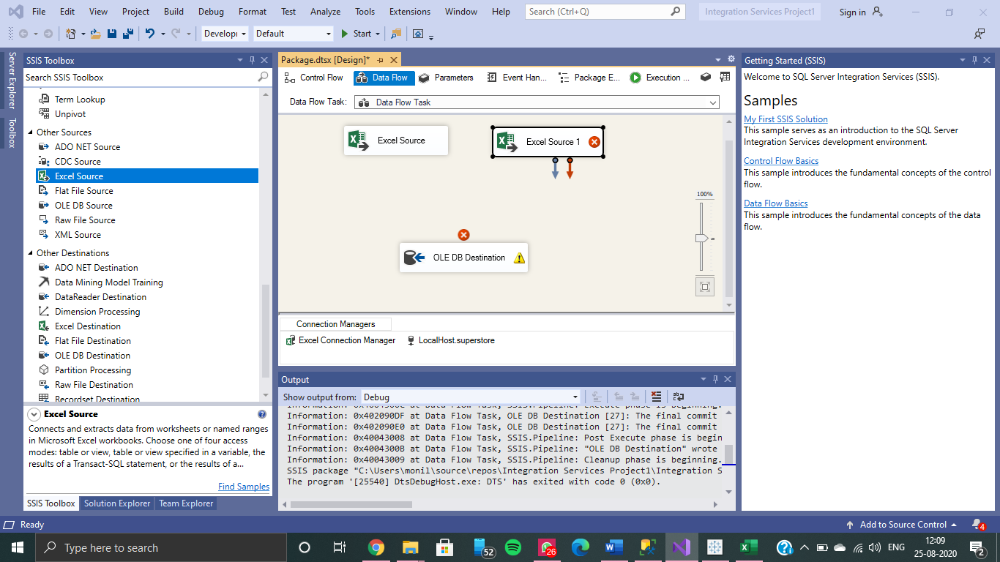 File Edit View Project Build Debug Format Test Analyze Tools Extensions Window Help Search (Ctrl+Q) Integration Services Project1 Sign in
Develop Default Start
Server Explorer
Toolbox
SSIS Toolbox
Search SSIS Toolbox
Term Lookup
Unpivot
Other Sources
ADO NET Source
CDC Source
Excel Source
Flat File Source
OLE DB Source
Raw File Source
XML Source
Other Destinations
ADO NET Destination
Data Mining Model Training
DataReader Destination
Dimension Processing
Excel Destination
Flat File Destination
OLE DB Destination
Partition Processing
Raw File Destination
Recordset Destination
Excel Source
Connects and extracts data from worksheets or named ranges
in Microsoft Excel workbooks. Choose one of four access
modes: table or view, table or view specified in a variable, the
results of a Transact-SQL statement, or the results of a...
Find Samples
SSIS Toolbox Solution Explorer Team Explorer
Package.dtsx [Design]*
Control Flow Data Flow Parameters Event Han... Package E... Execution ...
Data Flow Task: Data Flow Task
Excel Source
Excel Source 1
100%
OLE DB Destination
Connection Managers
Excel Connection Manager LocalHost.superstore
Output
Show output from: Debug
Information: 0x4004300C at Data Flow Task, SSIS.Pipeline: Execute phase is beginning.
Information: 0x402090DF at Data Flow Task, OLE DB Destination [27]: The final commit
Information: 0x402090E0 at Data Flow Task, OLE DB Destination [27]: The final commit
Information: 0x40043008 at Data Flow Task, SSIS.Pipeline: Post Execute phase is begin
Information: 0x4004300B at Data Flow Task, SSIS.Pipeline: "OLE DB Destination" wrote
Information: 0x40043009 at Data Flow Task, SSIS.Pipeline: Cleanup phase is beginning.
SSIS package "C:\Users\monil\source\repos\Integration Services Project1\Integration S
The program '[25540] DtsDebugHost.exe: DTS' has exited with code 0 (0x0).
Getting Started (SSIS)
Welcome to SQL Server Integration Services (SSIS).
Samples
My First SSIS Solution
This sample serves as an introduction to the SQL Server
Integration Services development environment.
Control Flow Basics
This sample introduces the fundamental concepts of the control
flow.
Data Flow Basics
This sample introduces the fundamental concepts of the data
flow.
Ready Add to Source Control 4
Type here to search 52 26 ENG 12:09
25-08-2020 2